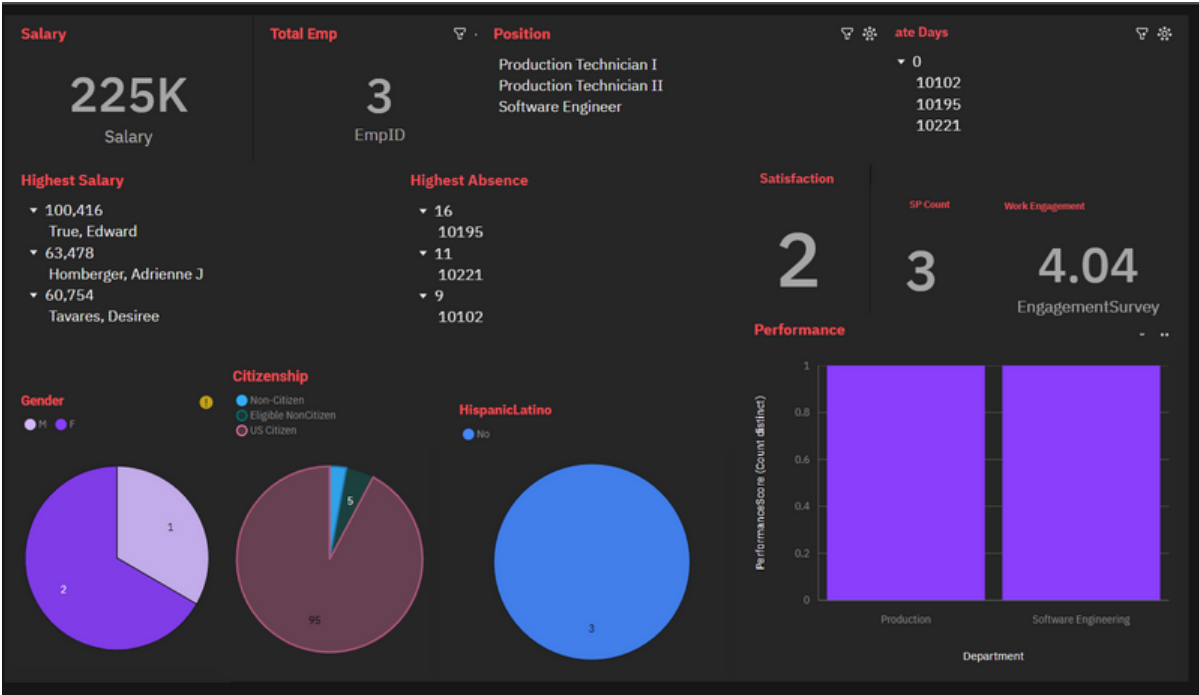 Salary
225K
Salary
Total Emp
3
EmpID
Position
Production Technician I
Production Technician II
Software Engineer
ate Days
0
10102
10195
10221
Highest Salary
100,416
True, Edward
63,478
Homberger, Adrienne J
60,754
Tavares, Desiree
Highest Absence
16
10195
11
10221
9
10102
Satisfaction
2
SP Count
3
Work Engagement
4.04
EngagementSurvey
Gender
M F
1
2
Citizenship
Non-Citizen
Eligible NonCitizen
US Citizen
5
95
HispanicLatino
No
3
Performance
PerformanceScore (Count distinct)
1
0.8
0.6
0.4
0.2
0
Production Software Engineering
Department